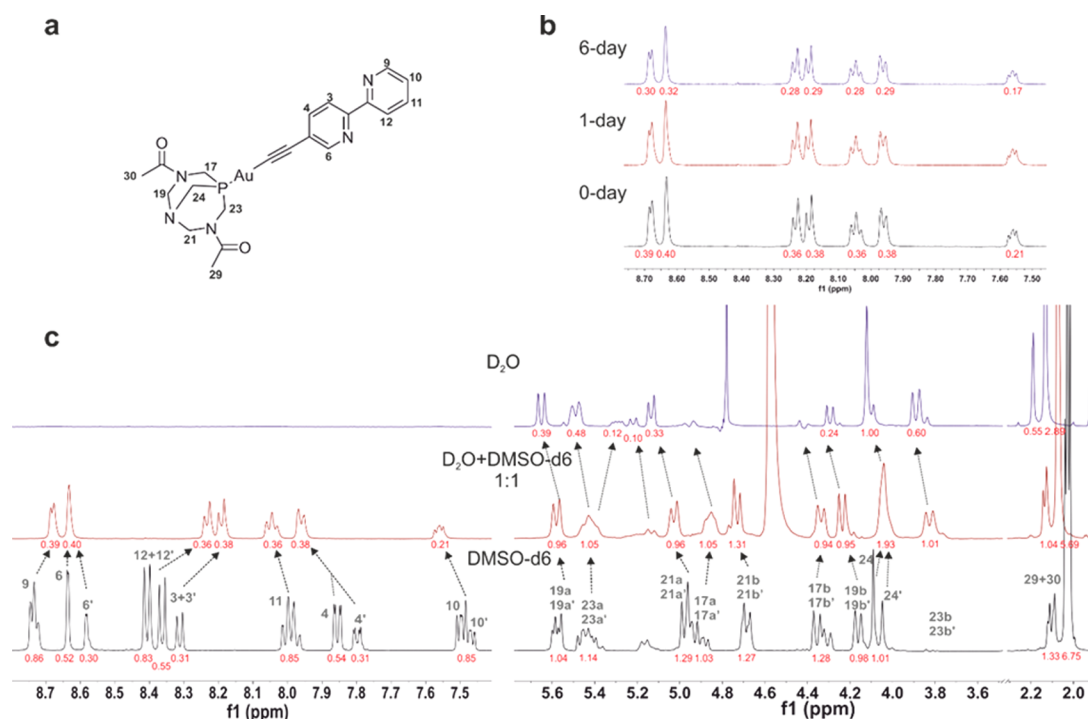 a
b
c
O
30
N
19
N
21
N
O
29
17
P
24
23
Au
4
3
6
N
N
9
10
11
12
6-day
0.30 0.32 0.28 0.29 0.28 0.29 0.17
1-day
0-day
0.39 0.40 0.36 0.38 0.36 0.38 0.21
8.70 8.60 8.50 8.40 8.30 8.20 8.10 8.00 7.90 7.80 7.70 7.60 7.50
f1 (ppm)
D2O
0.39 0.48 0.12 0.10 0.33 0.24 1.00 0.60 0.55 2.89
D2O+DMSO-d6
1:1
0.39 0.40 0.36 0.38 0.36 0.38 0.21
0.96 1.05 0.96 1.05 1.31 0.94 0.95 1.93 1.01 1.04 5.69
DMSO-d6
9 6 6' 12+12' 3+3' 11 4 4' 10 10'
19a
19a'
23a
23a'
21a
21a'
17a
17a'
21b
21b'
17b
17b'
19b
19b'
24
24'
23b
23b'
29+30
0.66 0.52 0.30 0.83 0.55 0.31 0.85 0.54 0.31 0.85
1.04 1.14 1.29 1.03 1.27 1.28 0.98 1.01 1.33 6.75
8.7 8.6 8.5 8.4 8.3 8.2 8.1 8.0 7.9 7.8 7.7 7.6 7.5
f1 (ppm)
5.6 5.4 5.2 5.0 4.8 4.6 4.4 4.2 4.0 3.8 3.6 2.2 2.0
f1 (ppm)